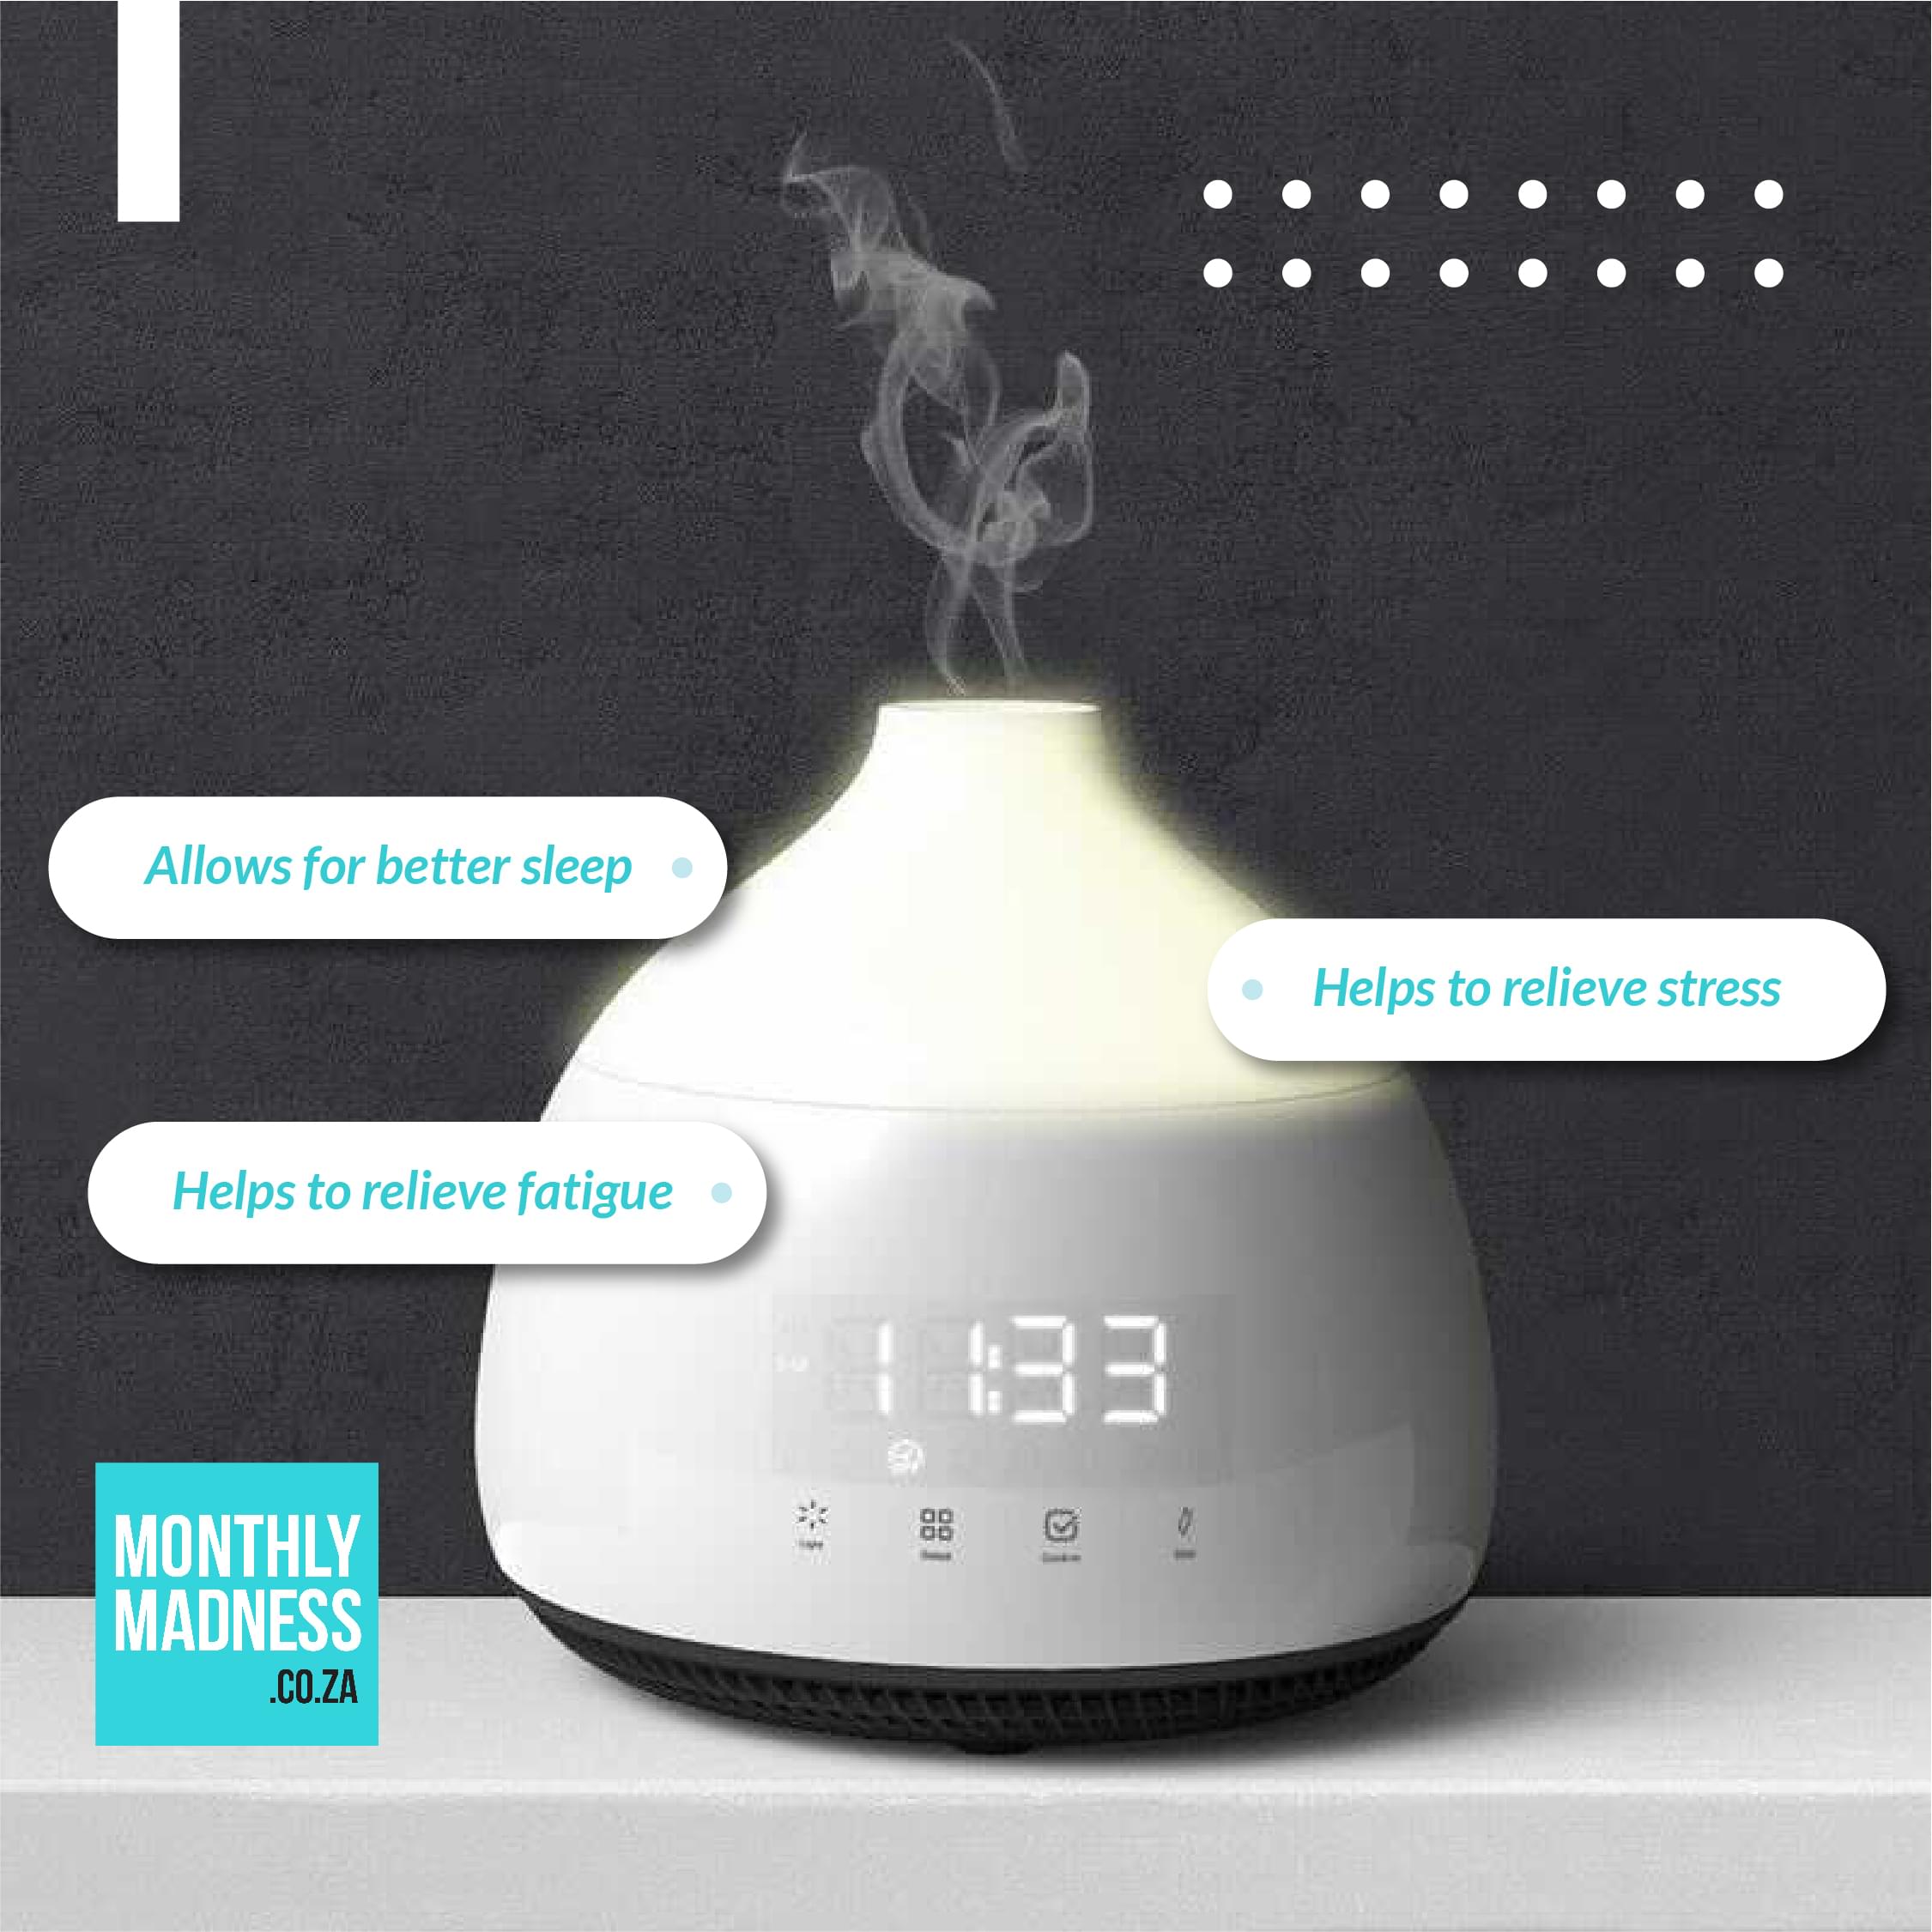 Allows for better sleep
Helps to relieve stress
Helps to relieve fatigue
11:33
MONTHLY
MADNESS
.CO.ZA